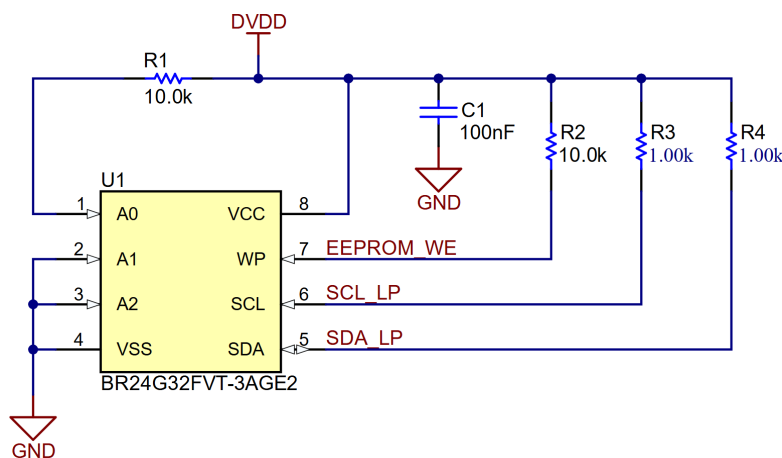 DVDD
R1
10.0k
C1
100nF
GND
R2
10.0k
R3
1.00k
R4
1.00k
U1
1 A0 VCC 8
2 A1 WP 7 EEPROM_WE
3 A2 SCL 6 SCL_LP
4 VSS SDA 5 SDA_LP
BR24G32FVT-3AGE2
GND